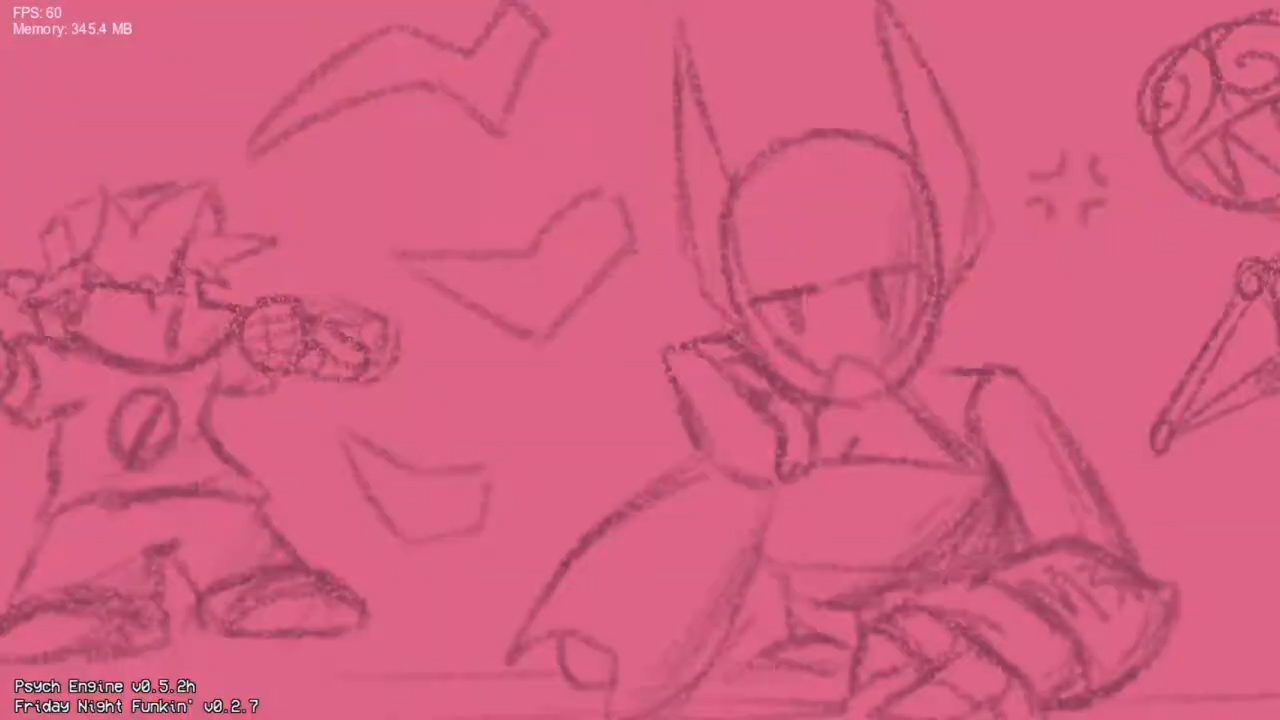 FPS: 60
Memory: 345.4 MB
Psych Engine v0.5.2h
Friday Night Funkin' v0.2.7